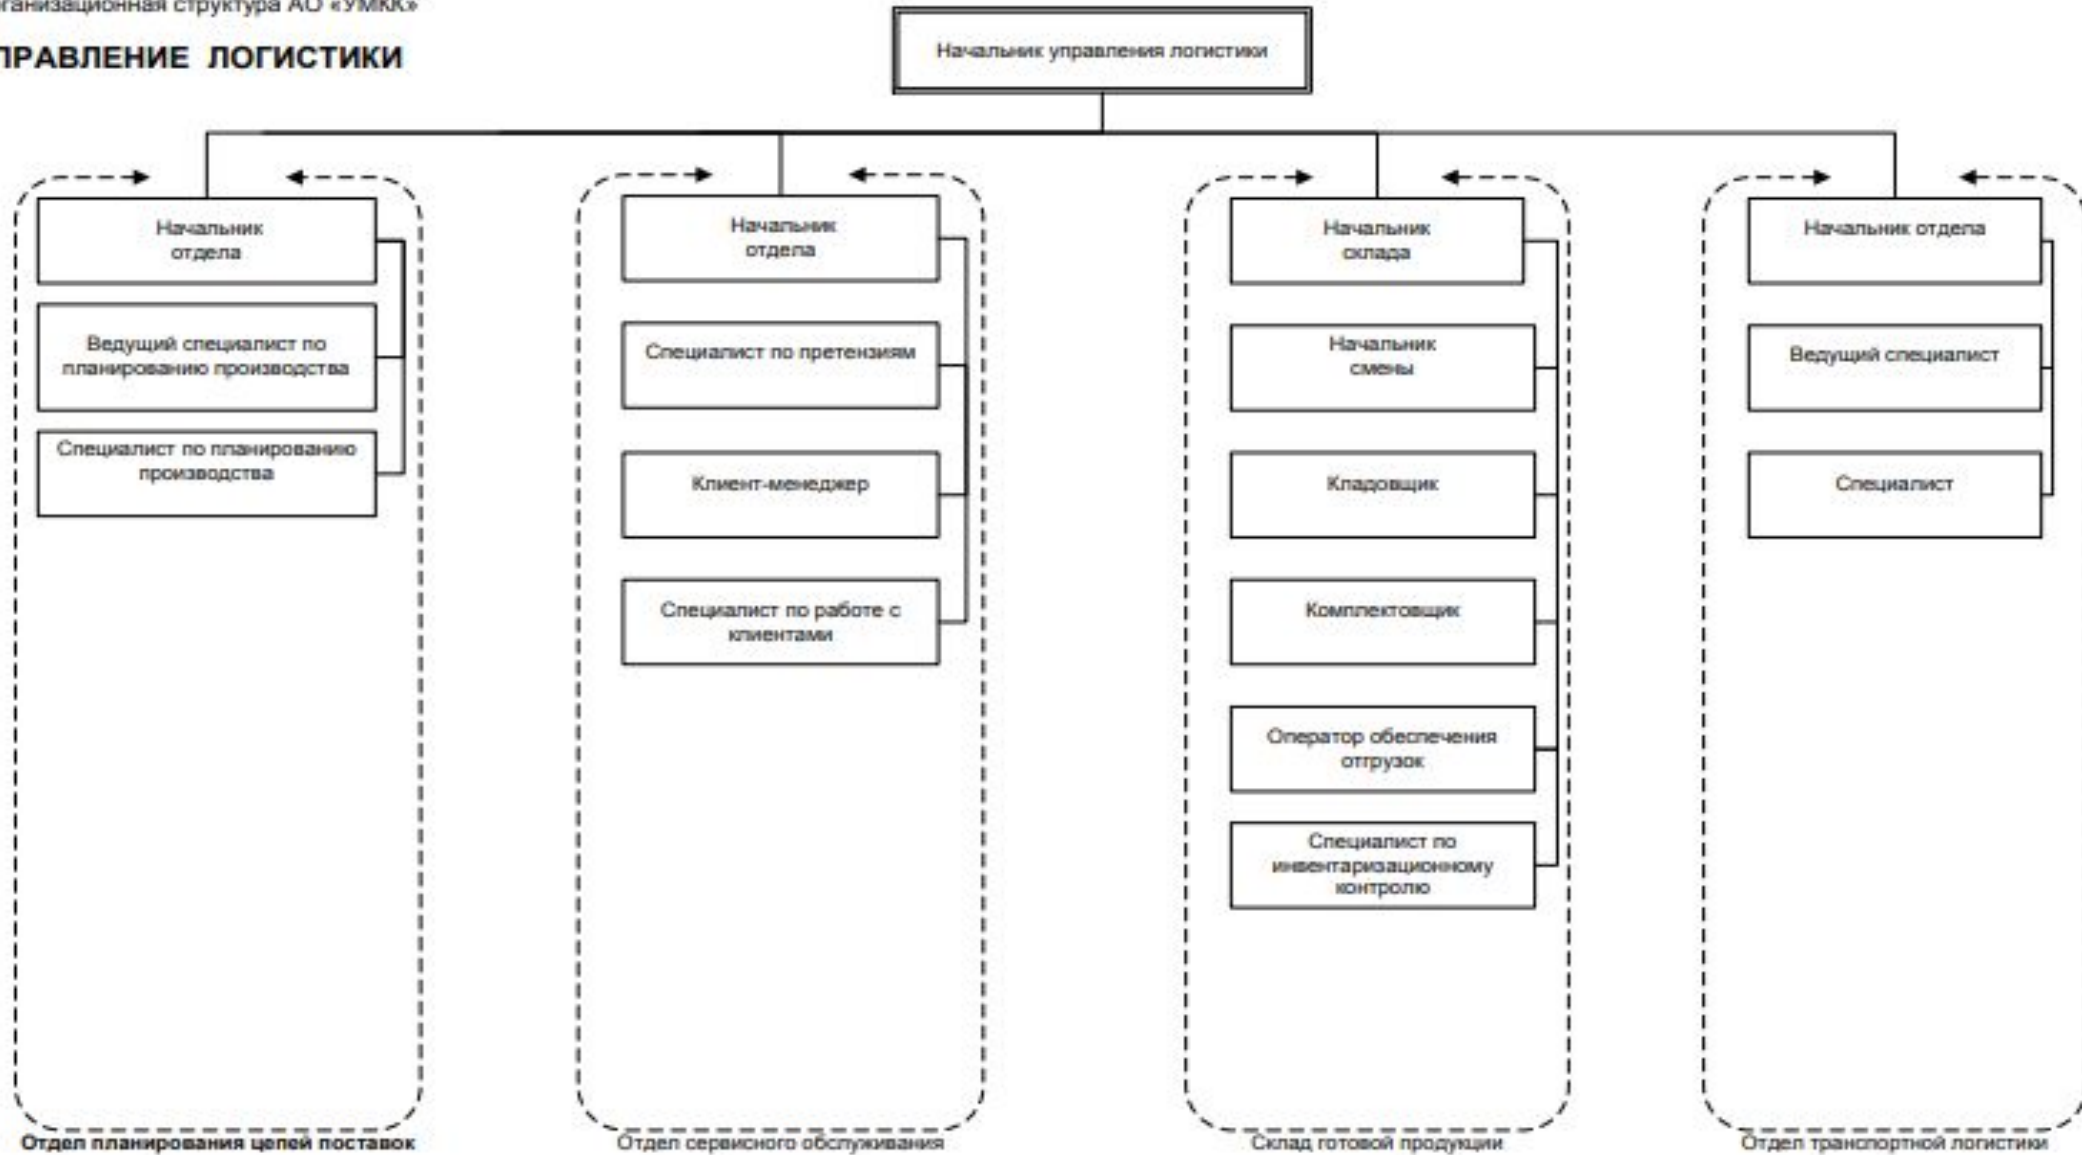 рганизационная структура АО «УМКК»
ПРАВЛЕНИЕ ЛОГИСТИКИ
Начальник управления логистики
Начальник
отдела
Ведущий специалист по
планированию производства
Специалист по планированию
производства
Отдел планирования цепей поставок
Начальник
отдела
Специалист по претензиям
Клиент-менеджер
Специалист по работе с
клиентами
Отдел сервисного обслуживания
Начальник
склада
Начальник
смены
Кладовщик
Комплектовщик
Оператор обеспечения
отгрузок
Специалист по
инвентаризационному
контролю
Склад готовой продукции
Начальник отдела
Ведущий специалист
Специалист
Отдел транспортной логистики